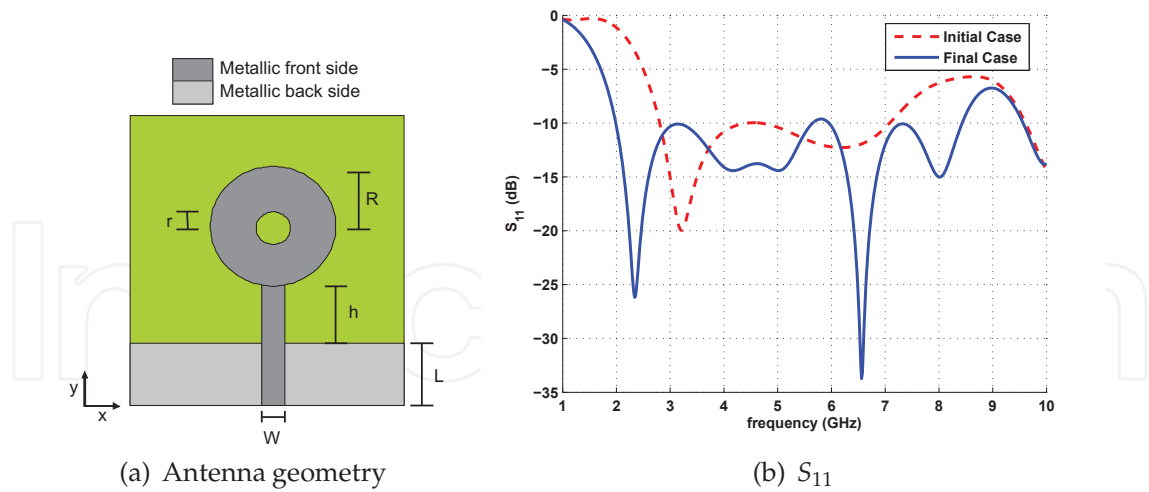 Metallic front side
Metallic back side
R
r
h
L
y
x
W
(a) Antenna geometry
0
−5
−10
−15
−20
−25
−30
−35
S11 (dB)
Initial Case
Final Case
1 2 3 4 5 6 7 8 9 10
frequency (GHz)
(b) S11